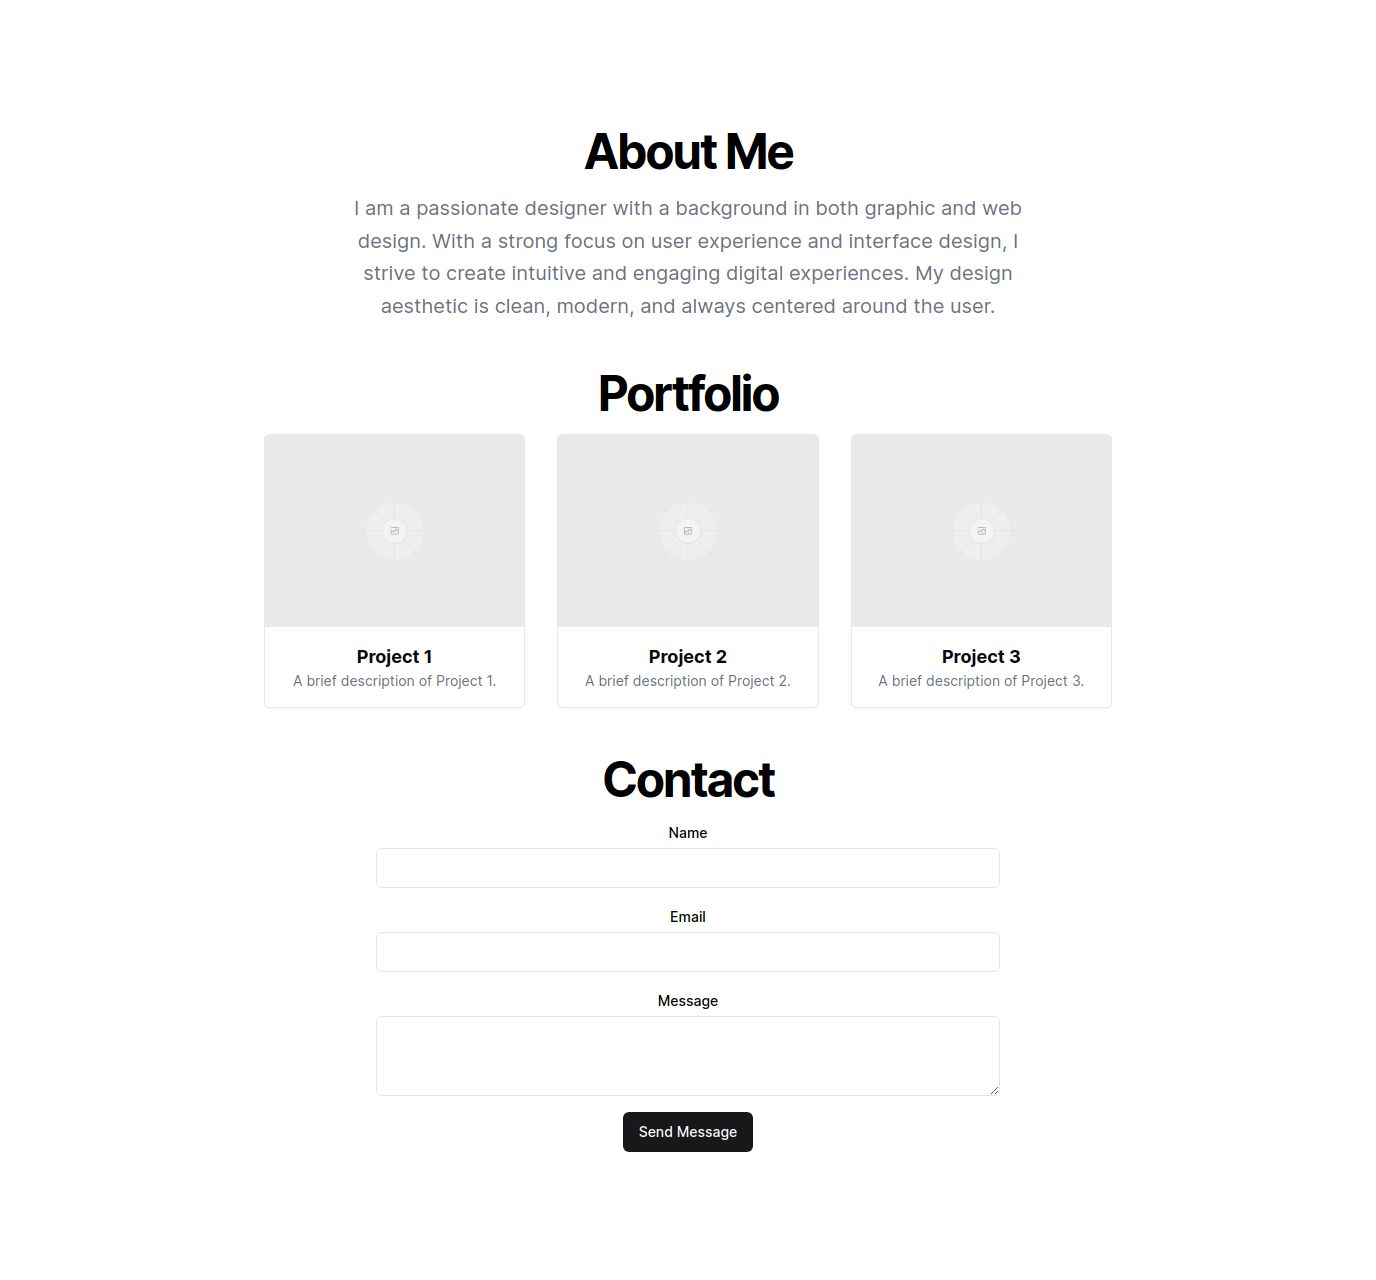 About Me
I am a passionate designer with a background in both graphic and web
design. With a strong focus on user experience and interface design, I
strive to create intuitive and engaging digital experiences. My design
aesthetic is clean, modern, and always centered around the user.
Portfolio
Project 1
A brief description of Project 1.
Project 2
A brief description of Project 2.
Project 3
A brief description of Project 3.
Contact
Name
Email
Message
Send Message